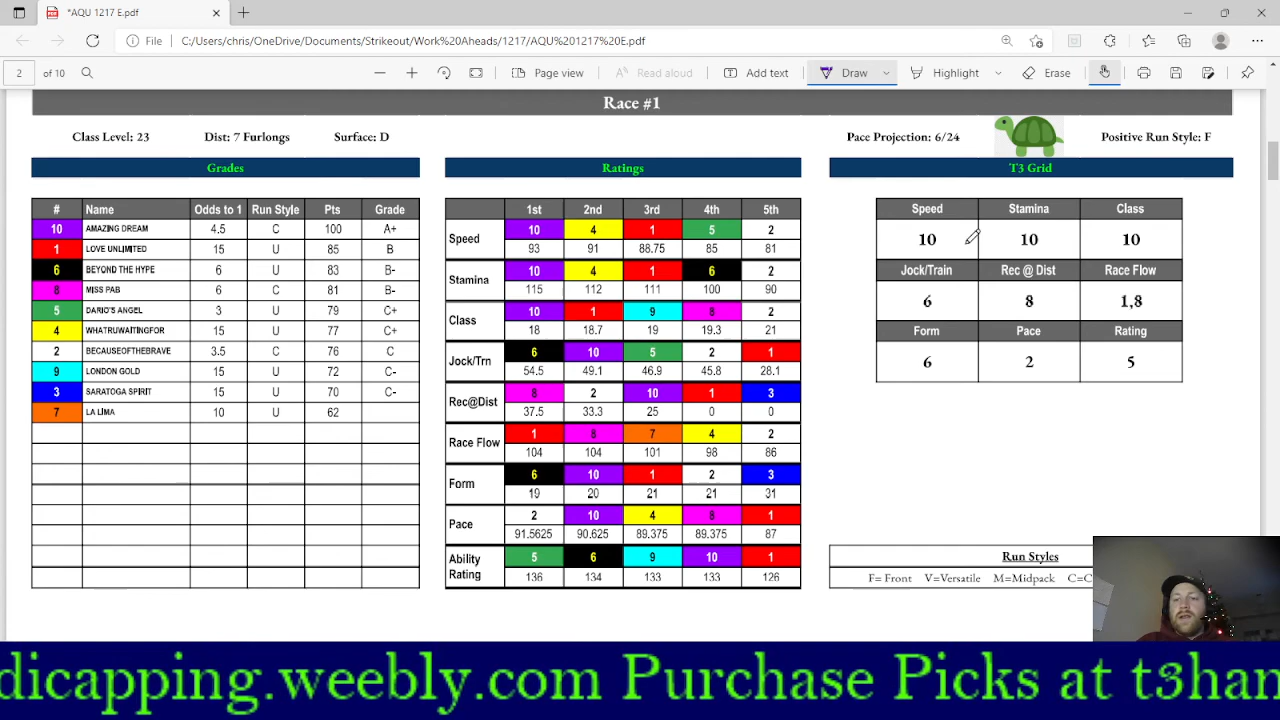 *AQU 1217 E.pdf
File C:/Users/chris/OneDrive/Documents/Strikeout/Work%20Aheads/1217/AQU%201217%20E.pdf
2 of 10 Page view Read aloud Add text Draw Highlight Erase
Race #1
Class Level: 23 Dist: 7 Furlongs Surface: D Pace Projection: 6/24 Positive Run Style: F
Grades
# Name Odds to 1 Run Style Pts Grade
10 AMAZING DREAM 4.5 C 100 A+
1 LOVE UNLIMITED 15 U 85 B
6 BEYOND THE HYPE 6 U 83 B-
8 MISS PAB 6 C 81 B-
5 DARIO'S ANGEL 3 U 79 C+
4 WHATRUWAITINGFOR 15 U 77 C+
2 BECAUSEOFTHEBRAVE 3.5 C 76 C
9 LONDON GOLD 15 U 72 C-
3 SARATOGA SPIRIT 15 U 70 C-
7 LA LIMA 10 U 62
Ratings
1st 2nd 3rd 4th 5th
Speed 10 4 1 5 2
93 91 88.75 85 81
Stamina 10 4 1 6 2
115 112 111 100 90
Class 10 1 9 8 2
18 18.7 19 19.3 21
Jock/Trn 6 10 5 2 1
54.5 49.1 46.9 45.8 28.1
Rec@Dist 8 2 10 1 3
37.5 33.3 25 0 0
Race Flow 1 8 7 4 2
104 104 101 98 86
Form 6 10 1 2 3
19 20 21 21 31
Pace 2 10 4 8 1
91.5625 90.625 89.375 89.375 87
Ability Rating 5 6 9 10 1
136 134 133 133 126
T3 Grid
Speed Stamina Class
10 10 10
Jock/Train Rec @ Dist Race Flow
6 8 1,8
Form Pace Rating
6 2 5
Run Styles
F= Front V=Versatile M=Midpack C=C
dicapping.weebly.com Purchase Picks at t3han